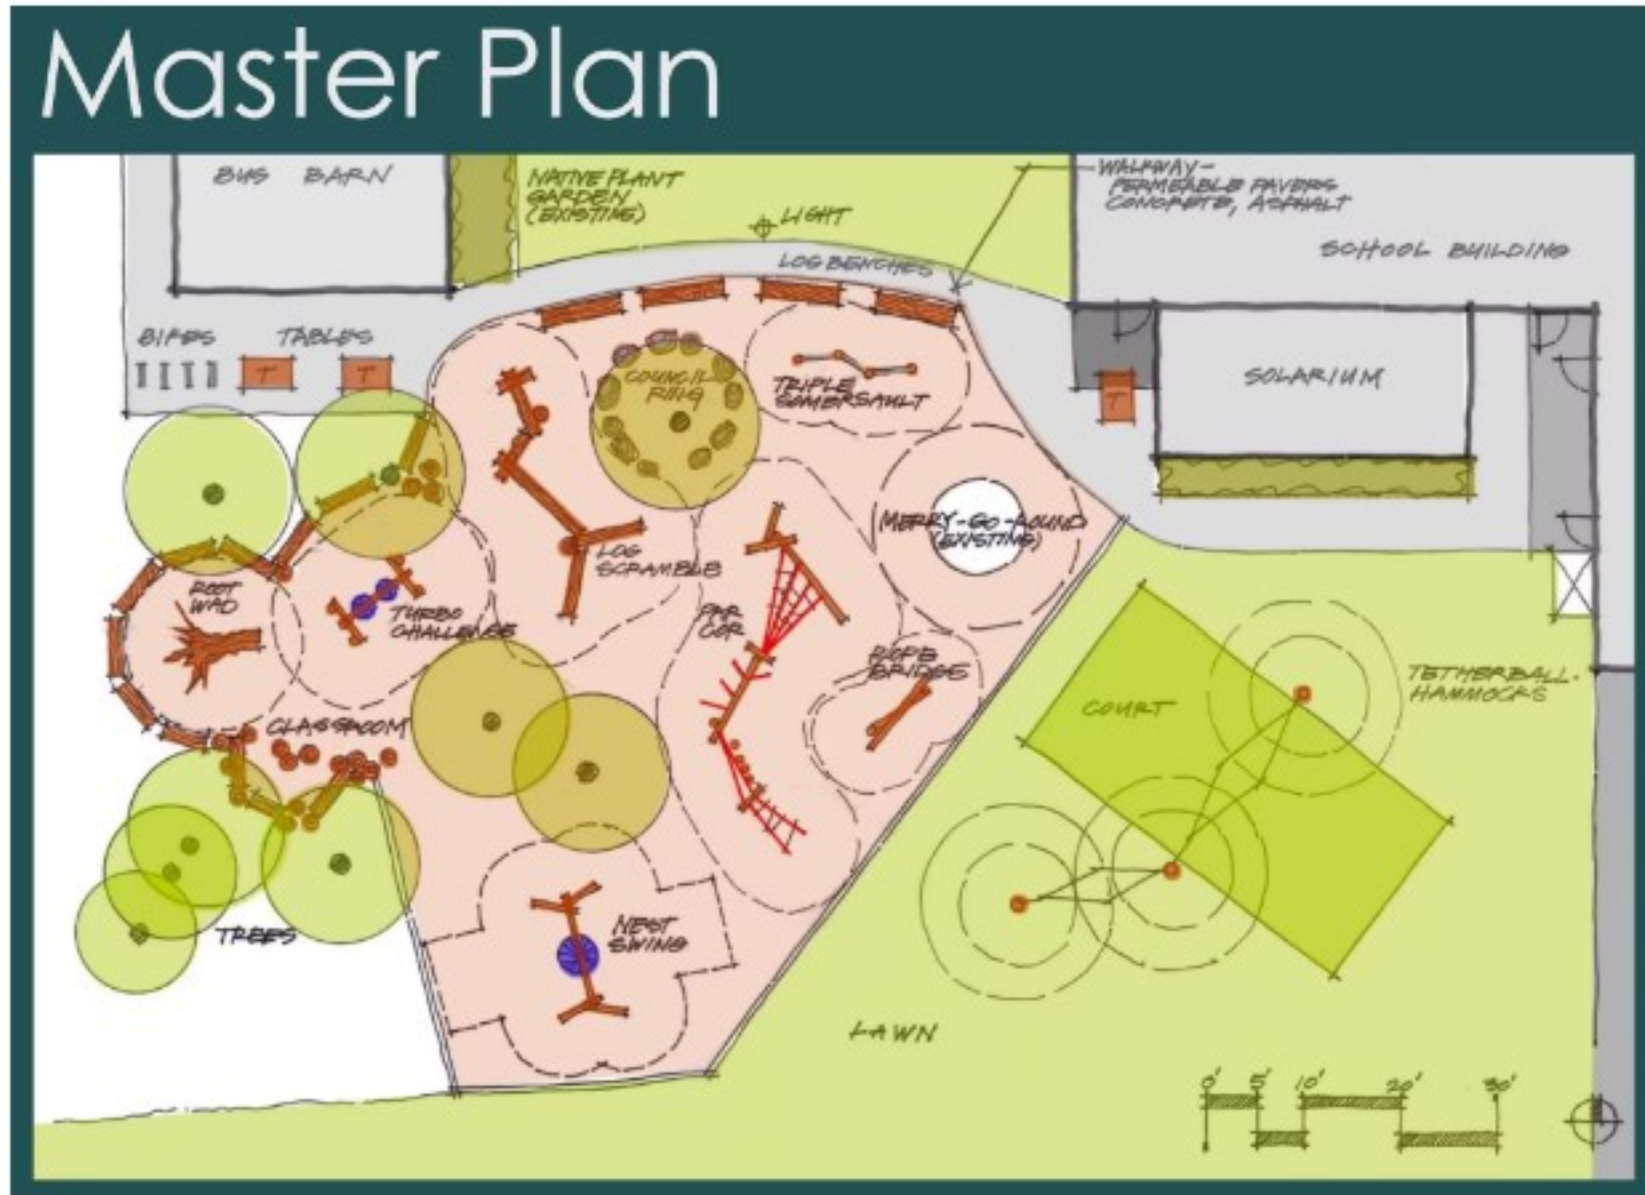 Master Plan
BUS BARN
NATIVE PLANT
GARDEN
(EXISTING)
LIGHT
WALKWAY-
PERMEABLE PAVERS
CONCRETE, ASPHALT
SCHOOL BUILDING
LOG BENCHES
BIKES
TABLES
T
T
COUNCIL
RING
TRIPLE
SOMERSAULT
T
SOLARIUM
MERRY-GO-ROUND
(EXISTING)
LOG
SCRAMBLE
ROOT
WAD
TURBO
CHALLENGE
PAR
COR
ROPE
BRIDGE
COURT
TETHERBALL-
HAMMOCKS
CLASSROOM
TREES
NEST
SWING
LAWN
0' 5' 10' 20' 30'